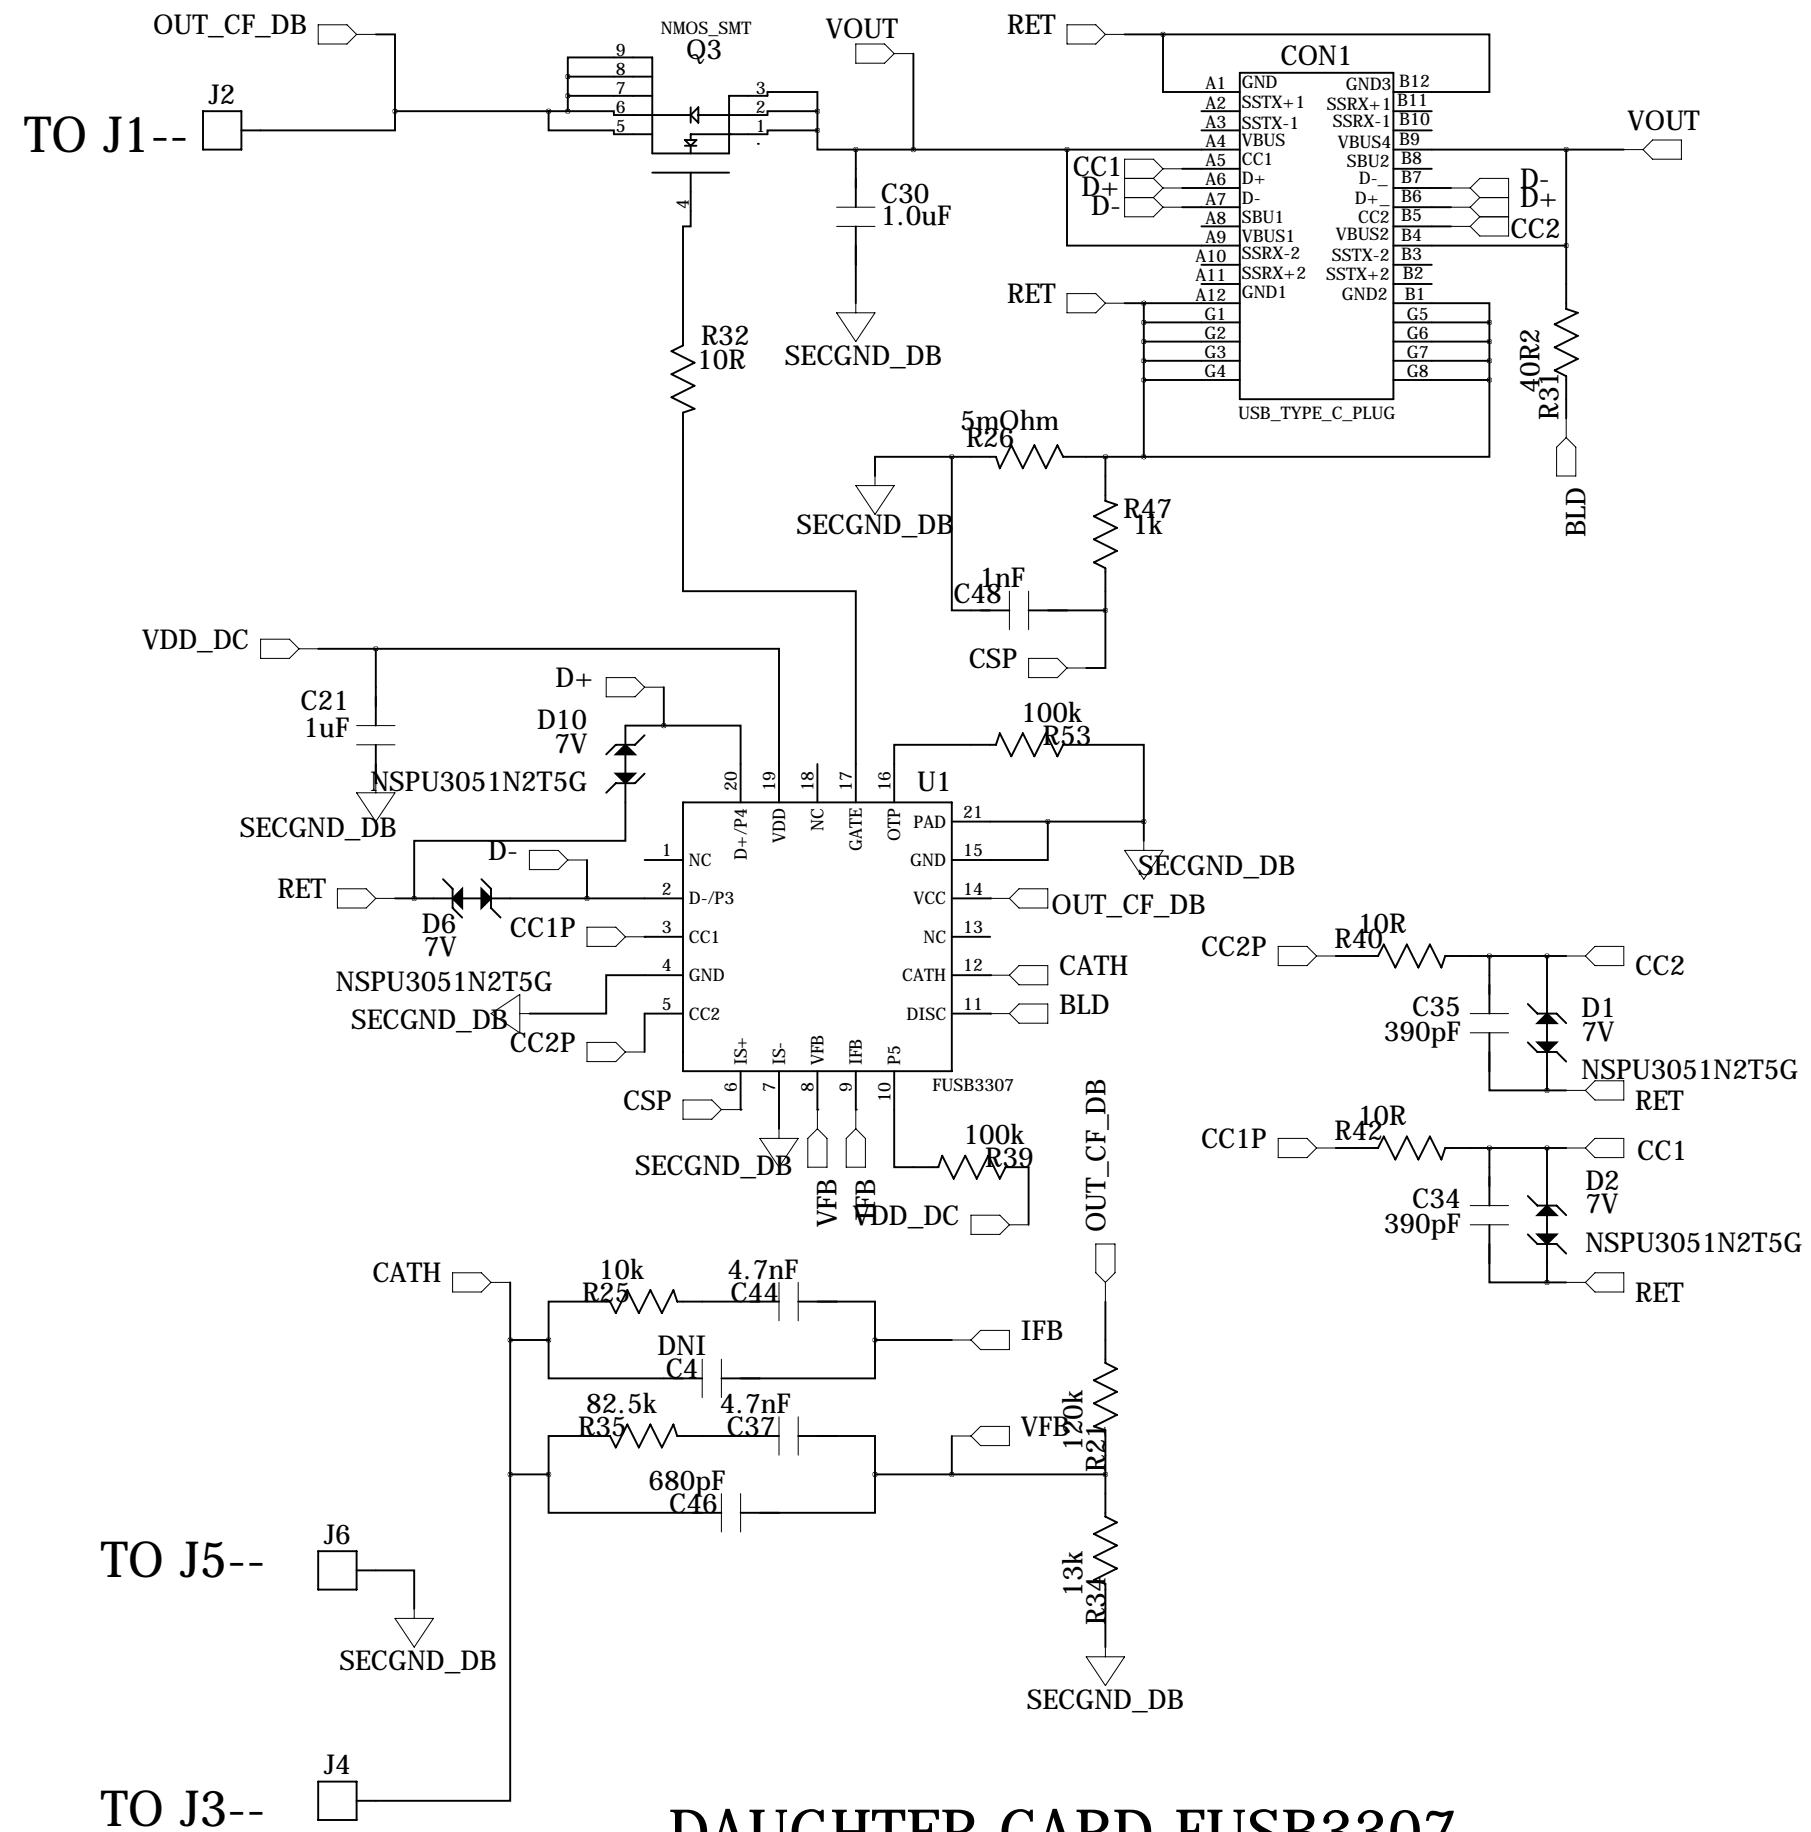 OUT_CF_DB
NMOS_SMT
Q3
VOUT
RET
CON1
J2
TO J1--
9
8
7
6
5
3
2
1
4
A1 GND
A2 SSTX+1
A3 SSTX-1
A4 VBUS
A5 CC1
A6 D+
A7 D-
A8 SBU1
A9 VBUS1
A10 SSRX-2
A11 SSRX+2
A12 GND1
G1
G2
G3
G4
GND3 B12
SSRX+1 B11
SSRX-1 B10
VBUS4 B9
SBU2 B8
D-_ B7
D+_ B6
CC2 B5
VBUS2 B4
SSTX-2 B3
SSTX+2 B2
GND2 B1
G5
G6
G7
G8
USB_TYPE_C_PLUG
CC1
D+
D-
VOUT
D-
D+
CC2
RET
C30
1.0uF
SECGND_DB
R32
10R
40R2
R31
BLD
5mOhm
R26
SECGND_DB
R47
1k
1nF
C48
CSP
VDD_DC
C21
1uF
SECGND_DB
D+
D10
7V
NSPU3051N2T5G
100k
R53
U1
20 D+/P4
19 VDD
18 NC
17 GATE
16 OTP
PAD 21
GND 15
VCC 14
NC 13
CATH 12
DISC 11
1 NC
2 D-/P3
3 CC1
4 GND
5 CC2
IS+ 6
IS- 7
VFB 8
IFB 9
P5 10
FUSB3307
SECGND_DB
OUT_CF_DB
CATH
BLD
D-
RET
D6
7V
NSPU3051N2T5G
CC1P
SECGND_DB
CC2P
CSP
SECGND_DB
VFB
IFB
100k
R39
VDD_DC
OUT_CF_DB
CC2P
10R
R40
CC2
C35
390pF
D1
7V
NSPU3051N2T5G
RET
CC1P
10R
R42
CC1
C34
390pF
D2
7V
NSPU3051N2T5G
RET
CATH
10k
R25
4.7nF
C44
IFB
DNI
C4
82.5k
R35
4.7nF
C37
VFB
120k
R21
680pF
C46
13k
R34
SECGND_DB
TO J5--
J6
SECGND_DB
TO J3--
J4
DAUGHTER CARD FUSB3307